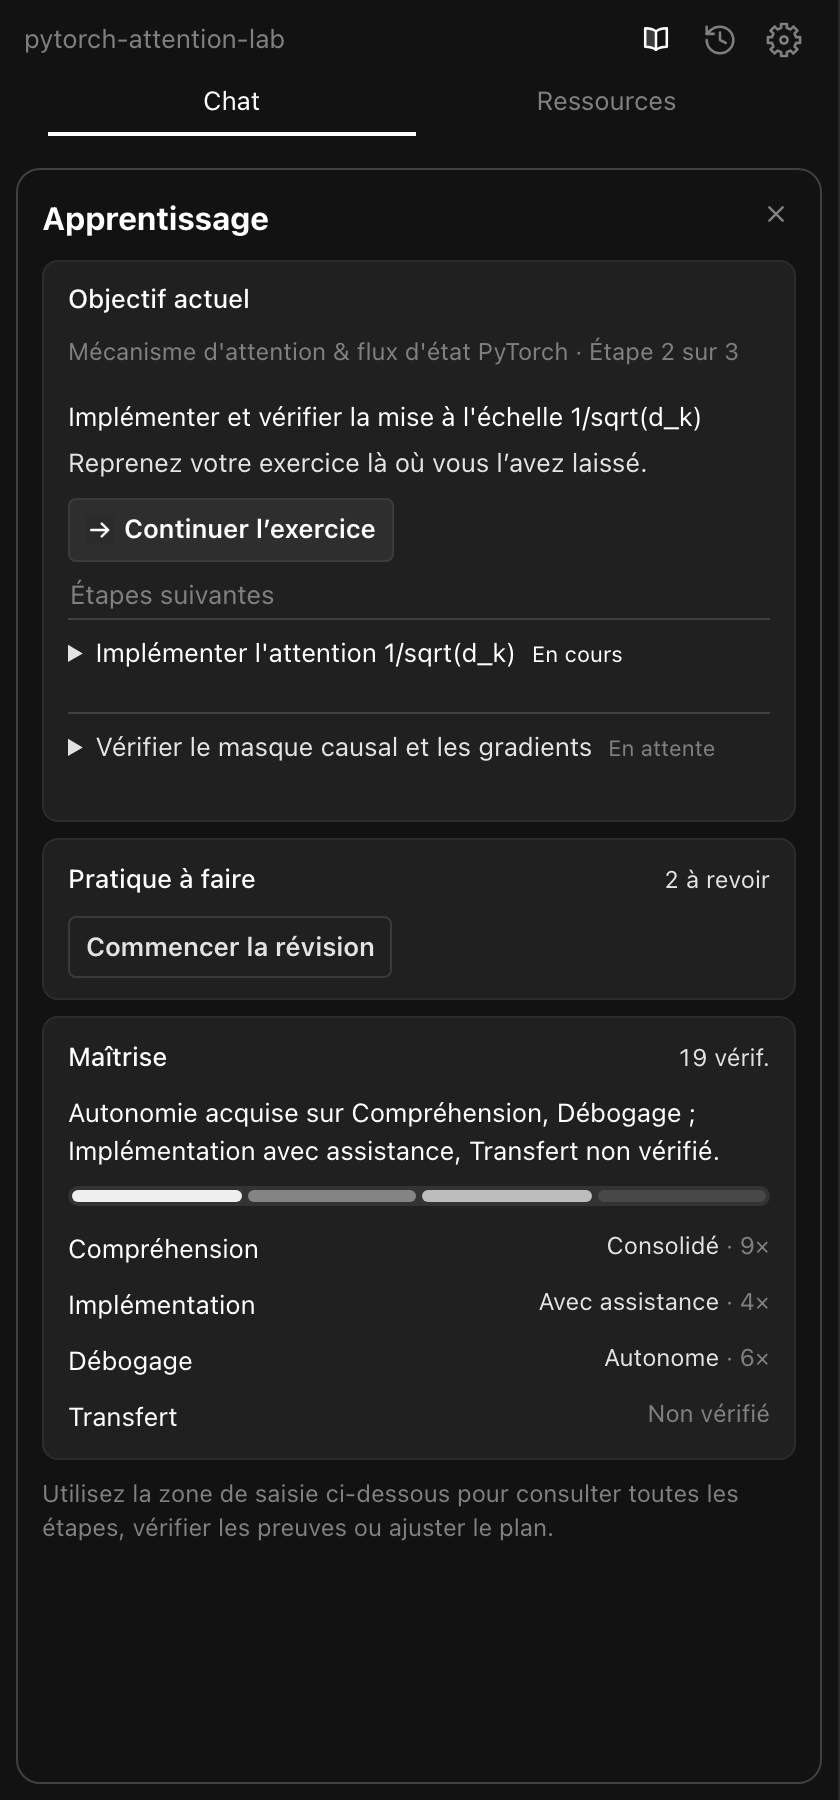 pytorch-attention-lab
Chat
Ressources
Apprentissage
Objectif actuel
Mécanisme d'attention & flux d'état PyTorch · Étape 2 sur 3
Implémenter et vérifier la mise à l'échelle 1/sqrt(d_k)
Reprenez votre exercice là où vous l’avez laissé.
→ Continuer l’exercice
Étapes suivantes
▶ Implémenter l'attention 1/sqrt(d_k) En cours
▶ Vérifier le masque causal et les gradients En attente
Pratique à faire 2 à revoir
Commencer la révision
Maîtrise 19 vérif.
Autonomie acquise sur Compréhension, Débogage ;
Implémentation avec assistance, Transfert non vérifié.
Compréhension Consolidé · 9×
Implémentation Avec assistance · 4×
Débogage Autonome · 6×
Transfert Non vérifié
Utilisez la zone de saisie ci-dessous pour consulter toutes les
étapes, vérifier les preuves ou ajuster le plan.